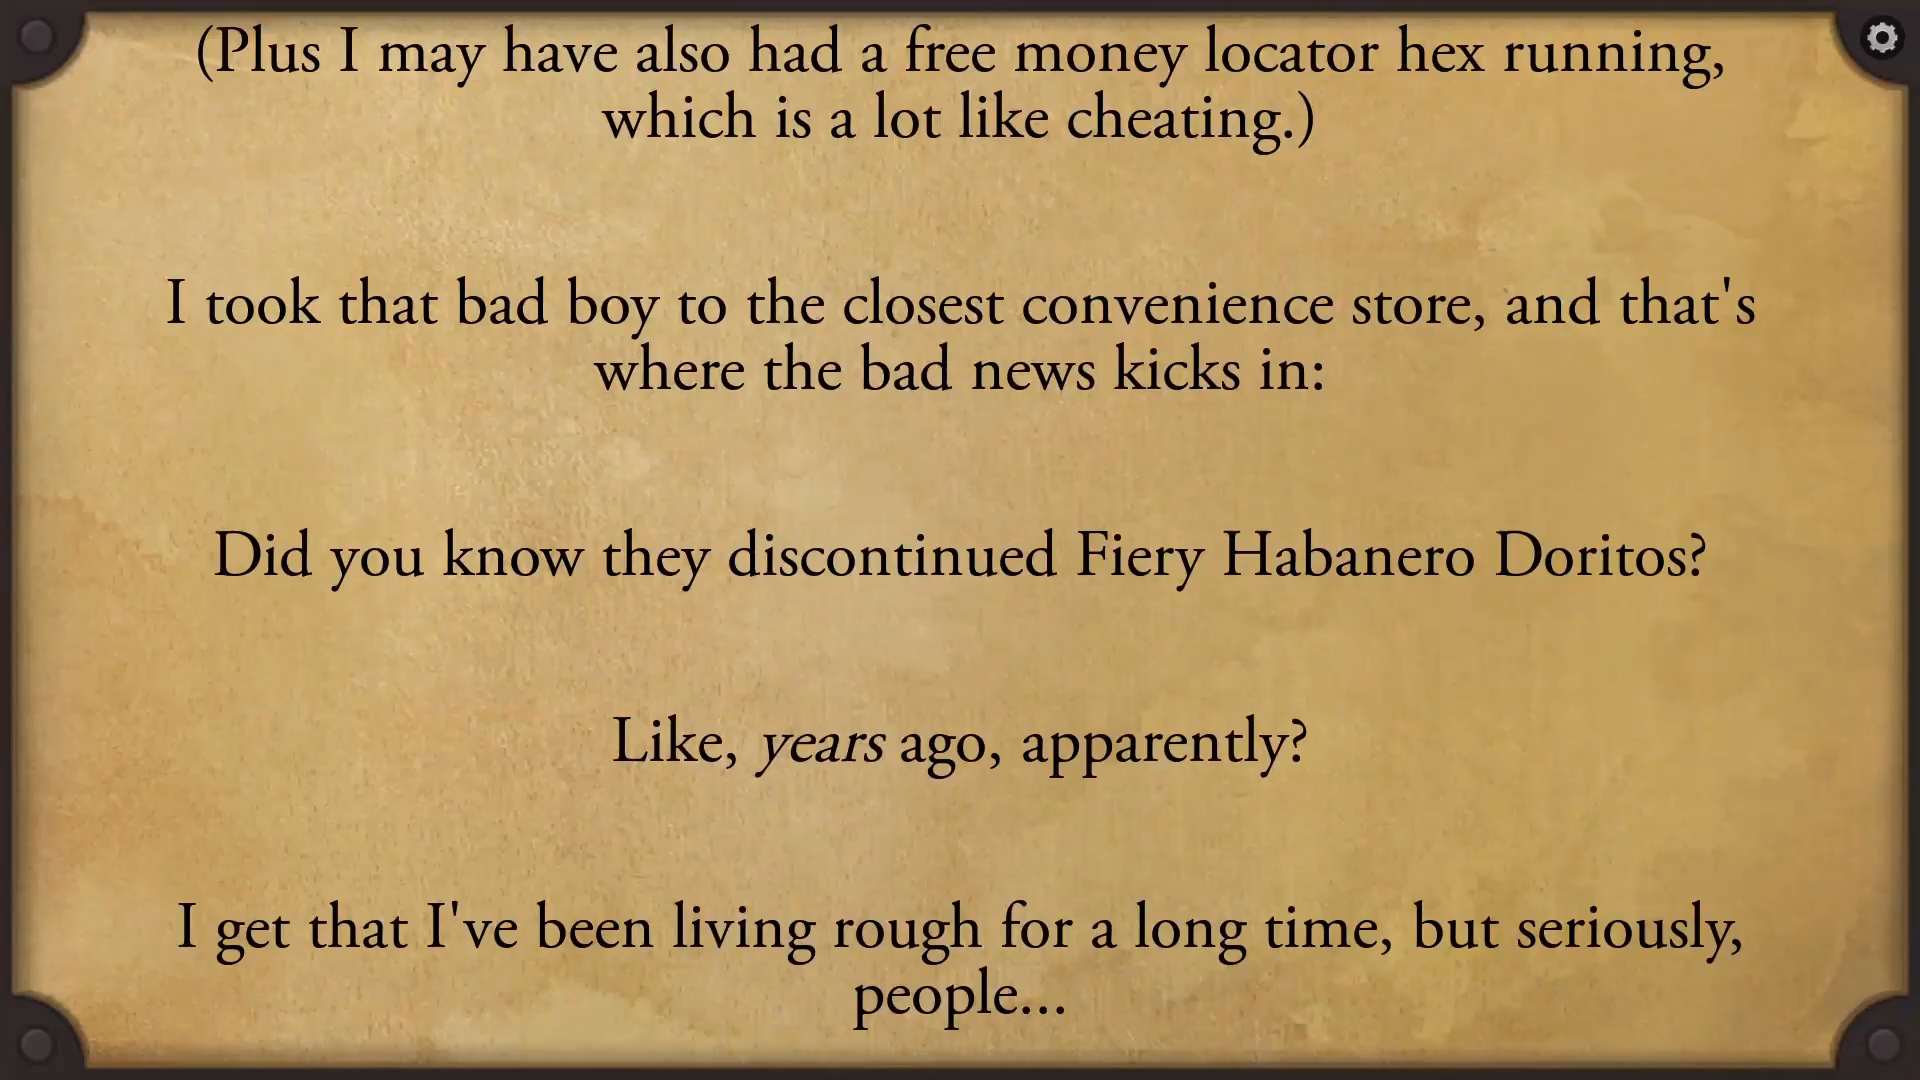 (Plus I may have also had a free money locator hex running,
which is a lot like cheating.)
I took that bad boy to the closest convenience store, and that's
where the bad news kicks in:
Did you know they discontinued Fiery Habanero Doritos?
Like, years ago, apparently?
I get that I've been living rough for a long time, but seriously,
people...